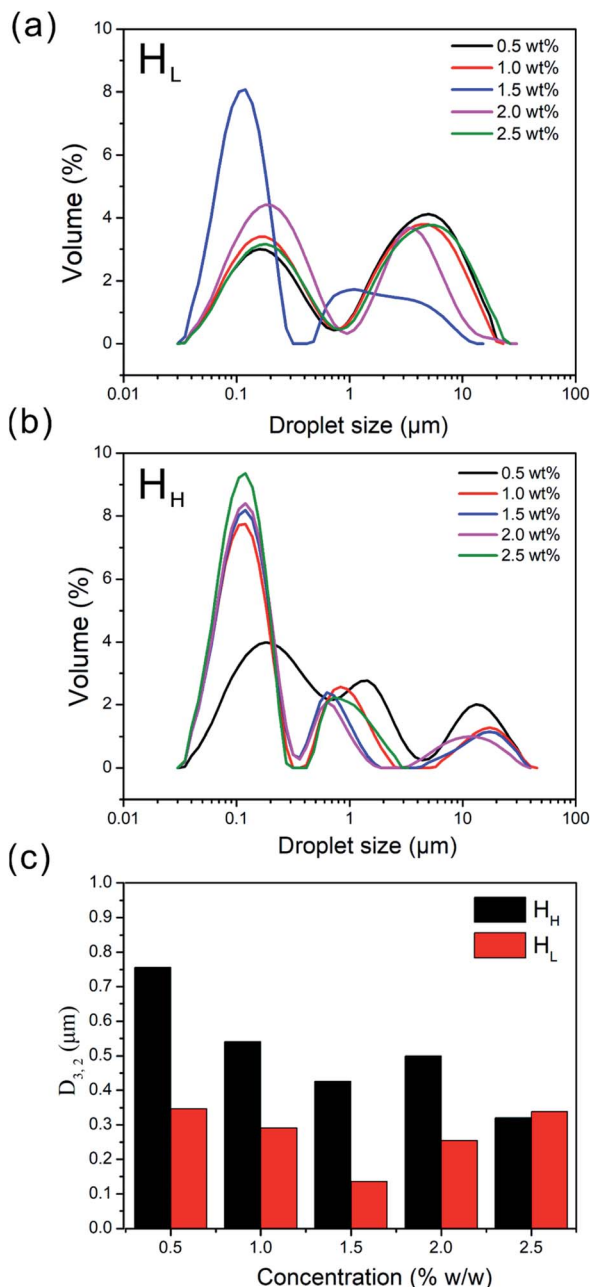 (a)
H_L
0.5 wt%
1.0 wt%
1.5 wt%
2.0 wt%
2.5 wt%
10
8
6
4
2
0
Volume (%)
0.01 0.1 1 10 100
Droplet size (µm)
(b)
H_H
0.5 wt%
1.0 wt%
1.5 wt%
2.0 wt%
2.5 wt%
10
8
6
4
2
0
Volume (%)
0.01 0.1 1 10 100
Droplet size (µm)
(c)
H_H
H_L
1.0
0.9
0.8
0.7
0.6
0.5
0.4
0.3
0.2
0.1
0.0
D_3, 2 (µm)
0.5 1.0 1.5 2.0 2.5
Concentration (% w/w)